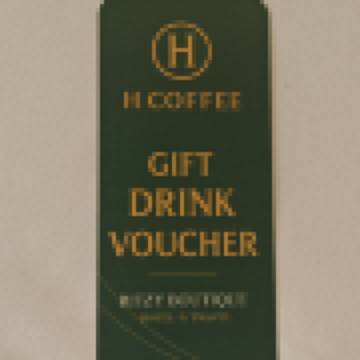 H
H COFFEE
GIFT
DRINK
VOUCHER
BOUTIQUE